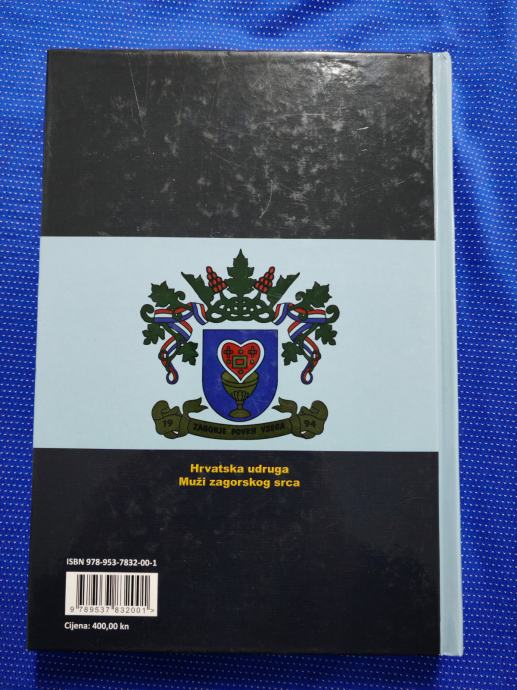 19 ZAGORJE POVRH VSEGA 94
Hrvatska udruga
Muži zagorskog srca
ISBN 978-953-7832-00-1
9 789537 832001 >
Cijena: 400,00 kn